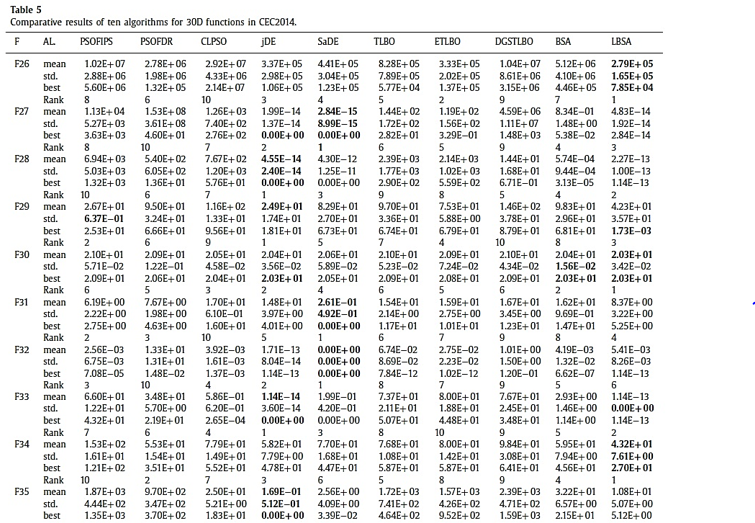 Table 5
Comparative results of ten algorithms for 30D functions in CEC2014.
F AL. PSOFIPS PSOFDR CLPSO jDE SaDE TLBO ETLBO DGSTLBO BSA LBSA
F26 mean 1.02E+07 2.78E+06 2.92E+07 3.37E+05 4.41E+05 8.28E+05 3.33E+05 1.04E+07 5.12E+06 2.79E+05
std. 2.88E+06 1.98E+06 4.33E+06 2.98E+05 3.04E+05 7.89E+05 2.02E+05 8.61E+06 4.10E+06 1.65E+05
best 5.60E+06 1.32E+05 2.14E+07 1.06E+05 1.23E+05 5.77E+04 1.37E+05 3.15E+06 4.46E+05 7.85E+04
Rank 8 6 10 3 4 5 2 9 7 1
F27 mean 1.13E+04 1.53E+08 1.26E+03 1.99E-14 2.84E-15 1.44E+02 1.19E+02 4.59E+06 8.34E-01 4.83E-14
std. 5.27E+03 3.61E+08 7.40E+02 1.37E-14 8.99E-15 1.72E+02 1.56E+02 1.11E+07 1.48E+00 1.92E-14
best 3.63E+03 4.60E+01 2.76E+02 0.00E+00 0.00E+00 2.82E+01 3.29E-01 1.48E+03 5.38E-02 2.84E-14
Rank 8 10 7 2 1 6 5 9 4 3
F28 mean 6.94E+03 5.40E+02 7.67E+02 4.55E-14 4.30E-12 2.39E+03 2.14E+03 1.44E+01 5.74E-04 2.27E-13
std. 5.03E+03 6.05E+02 1.20E+03 2.40E-14 1.25E-11 1.77E+03 1.02E+03 1.68E+01 9.44E-04 1.00E-13
best 1.32E+03 1.36E+01 5.76E+01 0.00E+00 0.00E+00 2.90E+02 5.59E+02 6.71E-01 3.13E-05 1.14E-13
Rank 10 6 7 1 3 9 8 5 4 2
F29 mean 2.67E+01 9.50E+01 1.16E+02 2.49E+01 8.29E+01 9.70E+01 7.53E+01 1.46E+02 9.83E+01 4.23E+01
std. 6.37E-01 3.24E+01 1.33E+01 1.74E+01 2.70E+01 3.36E+01 5.88E+00 3.78E+01 2.96E+01 3.57E+01
best 2.53E+01 6.66E+01 9.56E+01 1.81E+01 6.73E+01 6.74E+01 6.79E+01 8.79E+01 6.81E+01 1.73E-03
Rank 2 6 9 1 5 7 4 10 8 3
F30 mean 2.10E+01 2.09E+01 2.05E+01 2.04E+01 2.06E+01 2.10E+01 2.09E+01 2.10E+01 2.04E+01 2.03E+01
std. 5.71E-02 1.22E-01 4.58E-02 3.56E-02 5.89E-02 5.23E-02 7.24E-02 4.34E-02 1.56E-02 3.42E-02
best 2.09E+01 2.06E+01 2.04E+01 2.03E+01 2.05E+01 2.09E+01 2.08E+01 2.09E+01 2.03E+01 2.03E+01
Rank 6 5 3 2 4 6 5 6 2 1
F31 mean 6.19E+00 7.67E+00 1.70E+01 1.48E+01 2.61E-01 1.54E+01 1.59E+01 1.67E+01 1.62E+01 8.37E+00
std. 2.22E+00 1.98E+00 6.10E-01 3.97E+00 4.92E-01 2.14E+00 2.75E+00 3.45E+00 9.69E-01 3.22E+00
best 2.75E+00 4.63E+00 1.60E+01 4.01E+00 0.00E+00 1.17E+01 1.01E+01 1.23E+01 1.47E+01 5.25E+00
Rank 2 3 10 5 1 6 7 9 8 4
F32 mean 2.56E-03 1.33E+01 3.92E-03 1.71E-13 0.00E+00 6.74E-02 2.75E-02 1.01E+00 4.19E-03 5.41E-03
std. 6.75E-03 1.31E+01 1.61E-03 8.04E-14 0.00E+00 8.69E-02 2.23E-02 1.50E+00 1.32E-02 8.26E-03
best 7.08E-05 1.48E-02 1.37E-03 1.14E-13 0.00E+00 7.84E-12 1.02E-12 1.20E-01 6.62E-07 1.14E-13
Rank 3 10 4 2 1 8 7 9 5 6
F33 mean 6.60E+01 3.48E+01 5.86E-01 1.14E-14 1.99E-01 7.37E+01 8.00E+01 7.67E+01 2.93E+00 1.14E-13
std. 1.22E+01 5.70E+00 6.20E-01 3.60E-14 4.20E-01 2.11E+01 1.88E+01 2.45E+01 1.46E+00 0.00E+00
best 4.32E+01 2.19E+01 2.65E-04 0.00E+00 0.00E+00 5.07E+01 4.48E+01 3.48E+01 1.14E+00 1.14E-13
Rank 7 6 4 1 3 8 10 9 5 2
F34 mean 1.53E+02 5.53E+01 7.79E+01 5.82E+01 7.70E+01 7.68E+01 8.00E+01 9.84E+01 5.95E+01 4.32E+01
std. 1.61E+01 1.54E+01 1.49E+01 7.79E+00 1.68E+01 1.08E+01 1.42E+01 3.08E+01 7.94E+00 7.61E+00
best 1.21E+02 3.51E+01 5.52E+01 4.78E+01 4.47E+01 5.87E+01 5.87E+01 6.41E+01 4.56E+01 2.70E+01
Rank 10 2 7 3 6 5 8 9 4 1
F35 mean 1.87E+03 9.70E+02 2.50E+01 1.69E-01 2.56E+00 1.72E+03 1.57E+03 2.39E+03 3.22E+01 1.08E+01
std. 4.44E+02 3.47E+02 5.21E+00 5.12E-01 4.09E+00 7.41E+02 4.26E+02 4.71E+02 6.57E+00 5.07E+00
best 1.35E+03 3.70E+02 1.83E+01 0.00E+00 3.39E-02 4.64E+02 9.52E+02 1.59E+03 2.15E+01 5.12E+00